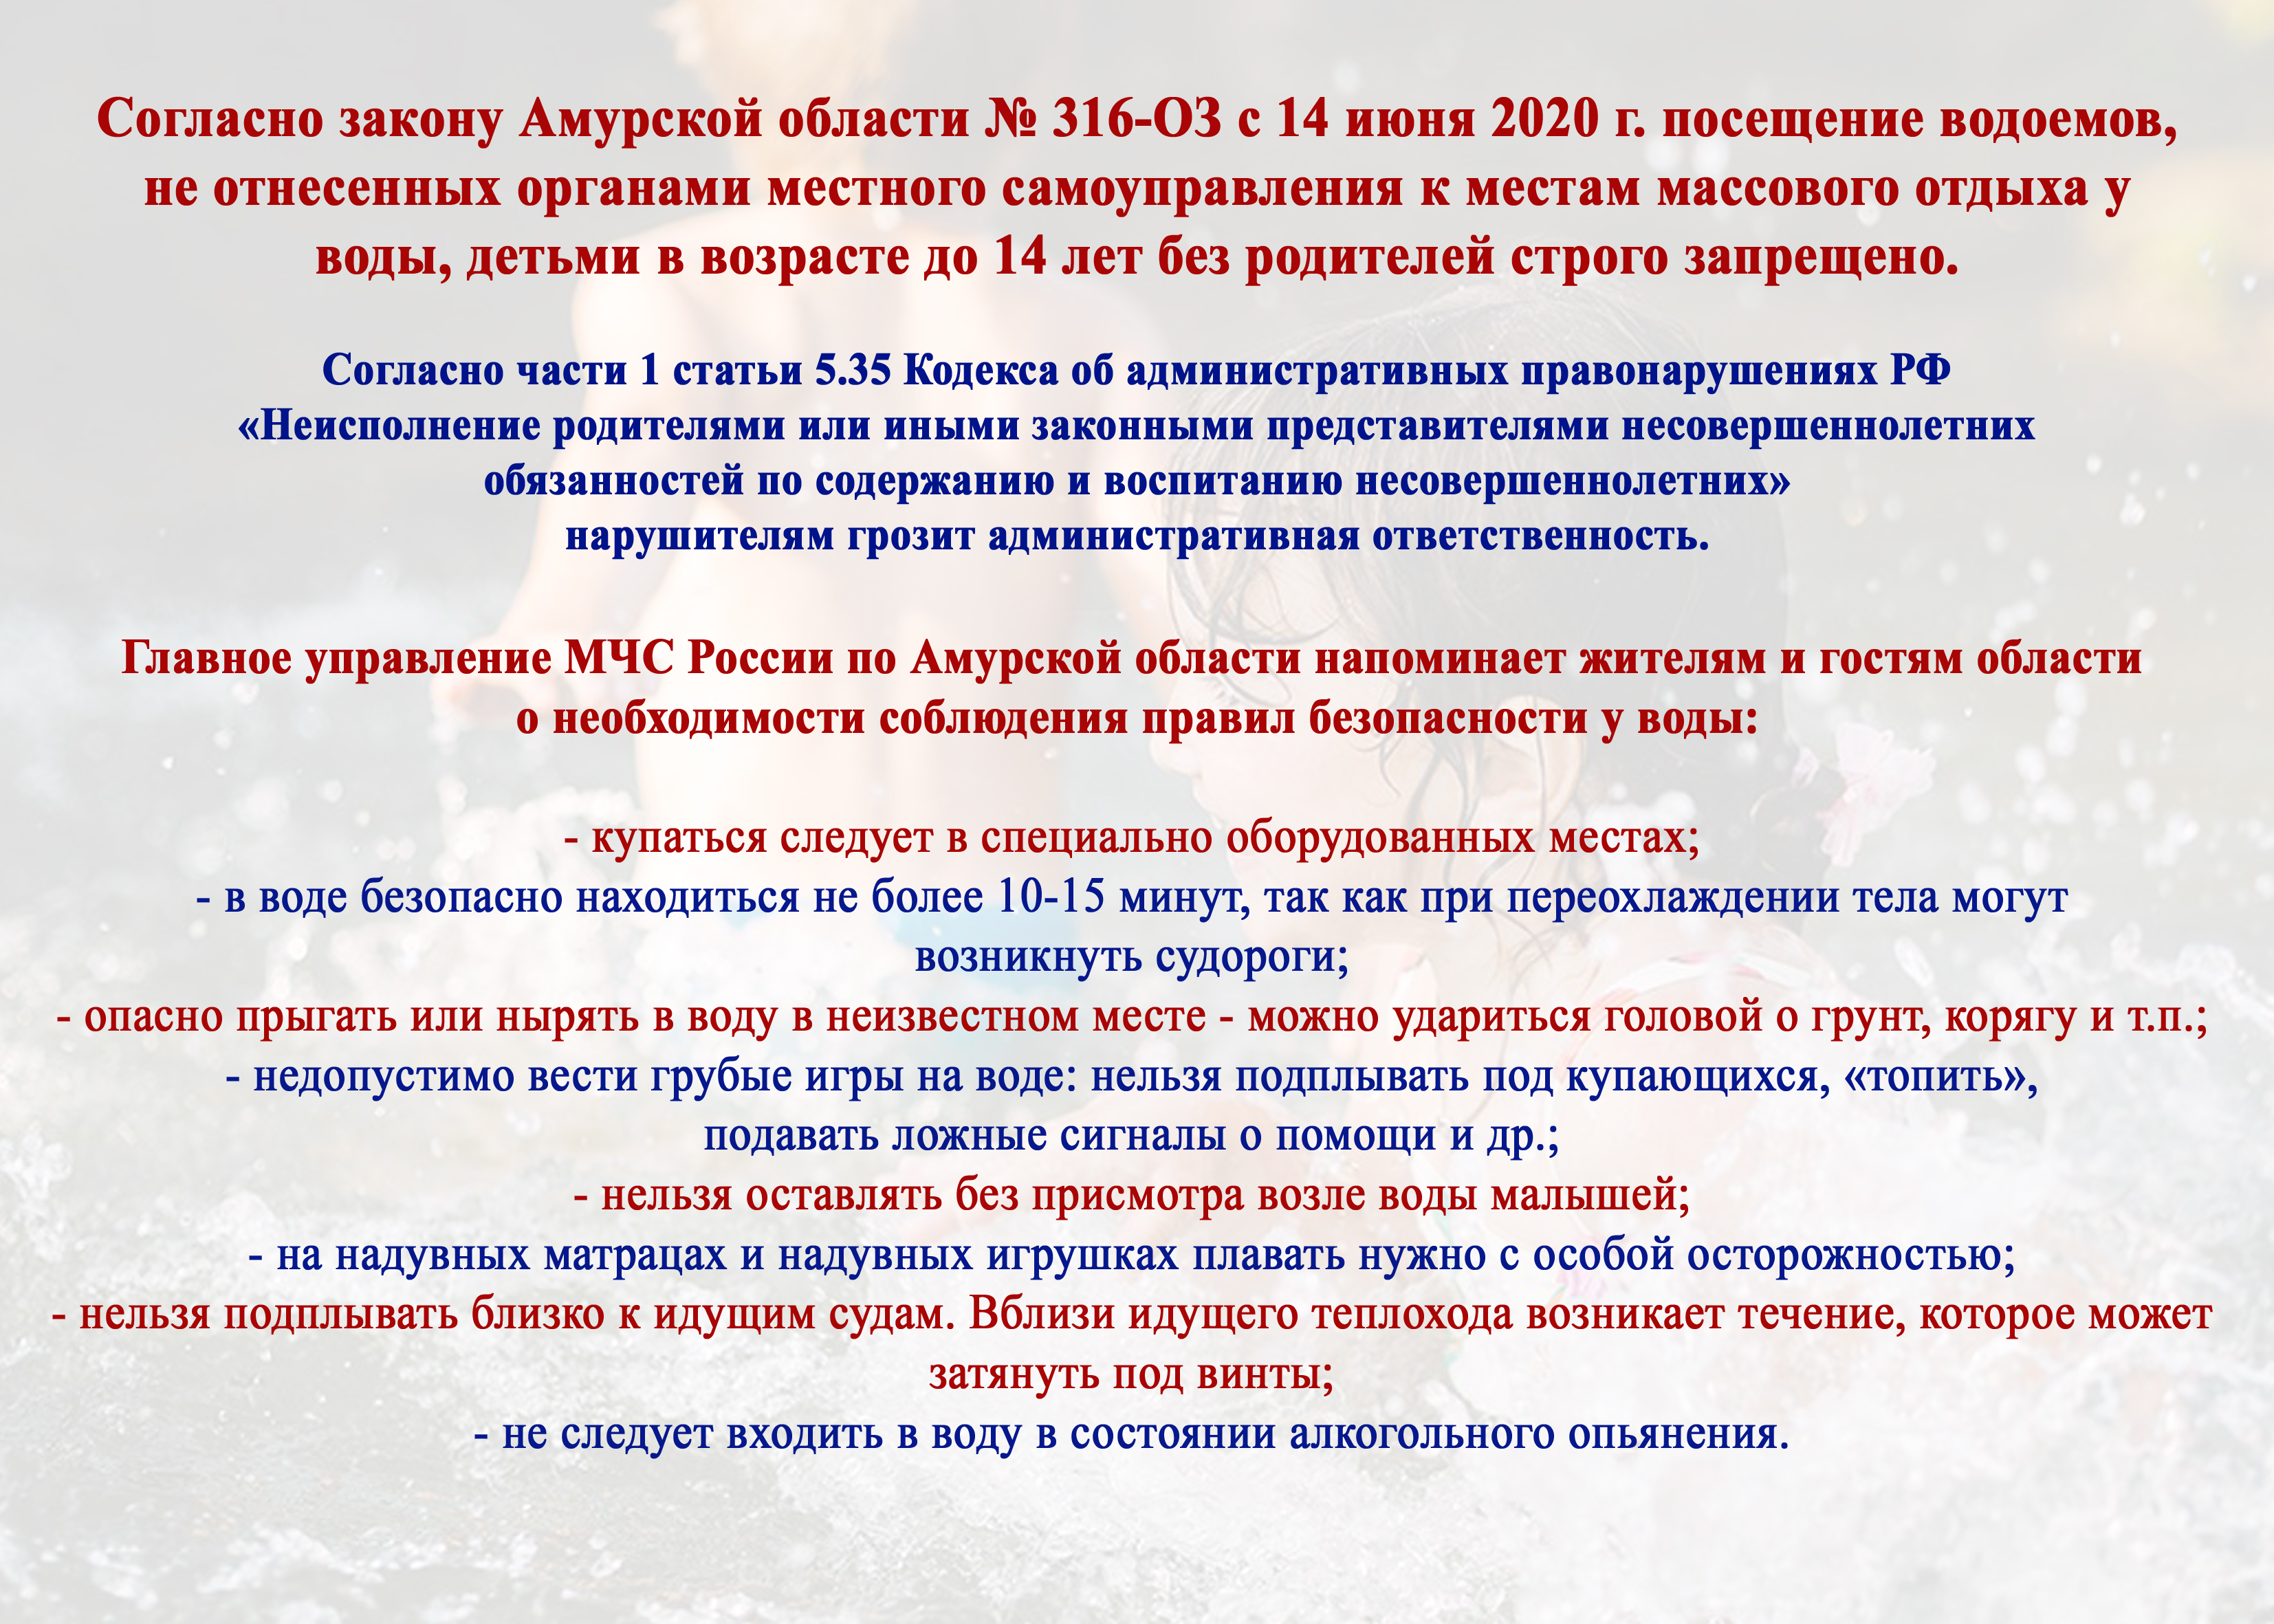 Согласно закону Амурской области № 316-ОЗ с 14 июня 2020 г. посещение водоемов,
не отнесенных органами местного самоуправления к местам массового отдыха у
воды, детьми в возрасте до 14 лет без родителей строго запрещено.
Согласно части 1 статьи 5.35 Кодекса об административных правонарушениях РФ
«Неисполнение родителями или иными законными представителями несовершеннолетних
обязанностей по содержанию и воспитанию несовершеннолетних»
нарушителям грозит административная ответственность.
Главное управление МЧС России по Амурской области напоминает жителям и гостям области
о необходимости соблюдения правил безопасности у воды:
- купаться следует в специально оборудованных местах;
- в воде безопасно находиться не более 10-15 минут, так как при переохлаждении тела могут
возникнуть судороги;
- опасно прыгать или нырять в воду в неизвестном месте - можно удариться головой о грунт, корягу и т.п.;
- недопустимо вести грубые игры на воде: нельзя подплывать под купающихся, «топить»,
подавать ложные сигналы о помощи и др.;
- нельзя оставлять без присмотра возле воды малышей;
- на надувных матрацах и надувных игрушках плавать нужно с особой осторожностью;
- нельзя подплывать близко к идущим судам. Вблизи идущего теплохода возникает течение, которое может
затянуть под винты;
- не следует входить в воду в состоянии алкогольного опьянения.